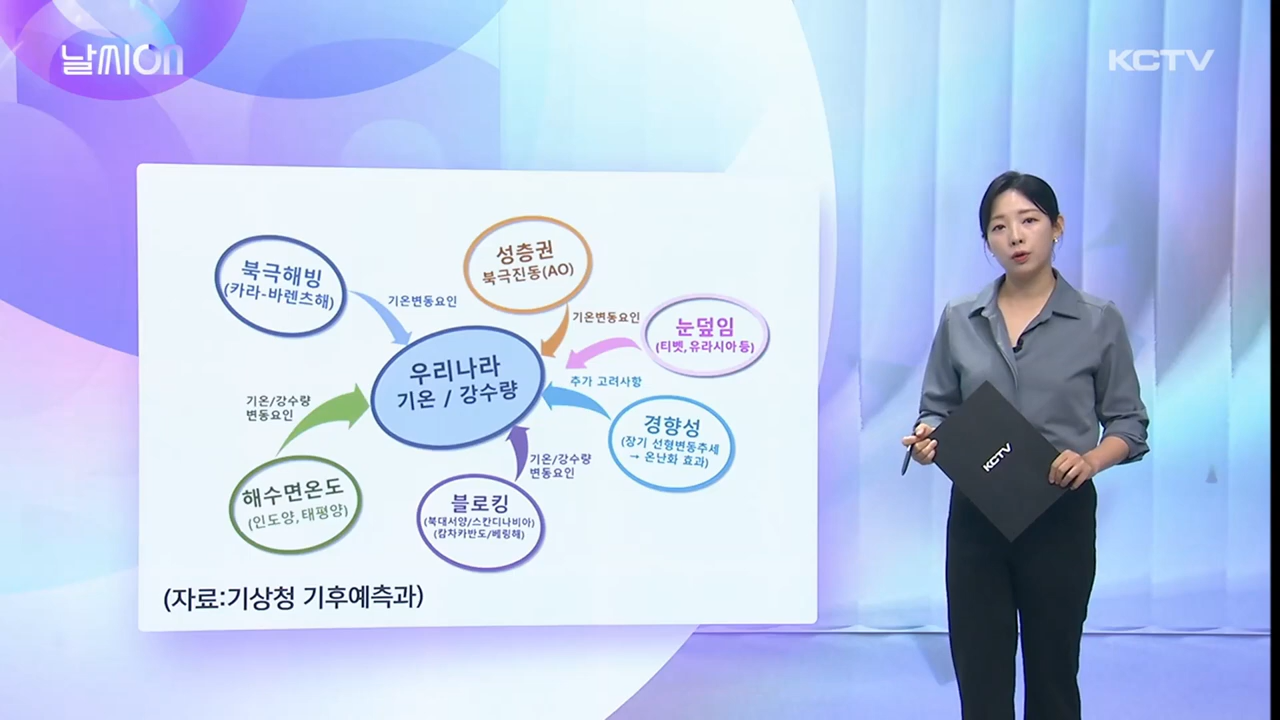 날씨On
KCTV
북극해빙
(카라-바렌츠해)
기온변동요인
성층권
북극진동(AO)
기온변동요인
눈덮임
(티벳,유라시아 등)
우리나라
기온 / 강수량
추가 고려사항
경향성
(장기 선형변동추세
→ 온난화 효과)
기온/강수량
변동요인
해수면온도
(인도양, 태평양)
기온/강수량
변동요인
블로킹
(북대서양/스칸디나비아)
(캄차카반도/베링해)
(자료:기상청 기후예측과)
KCTV